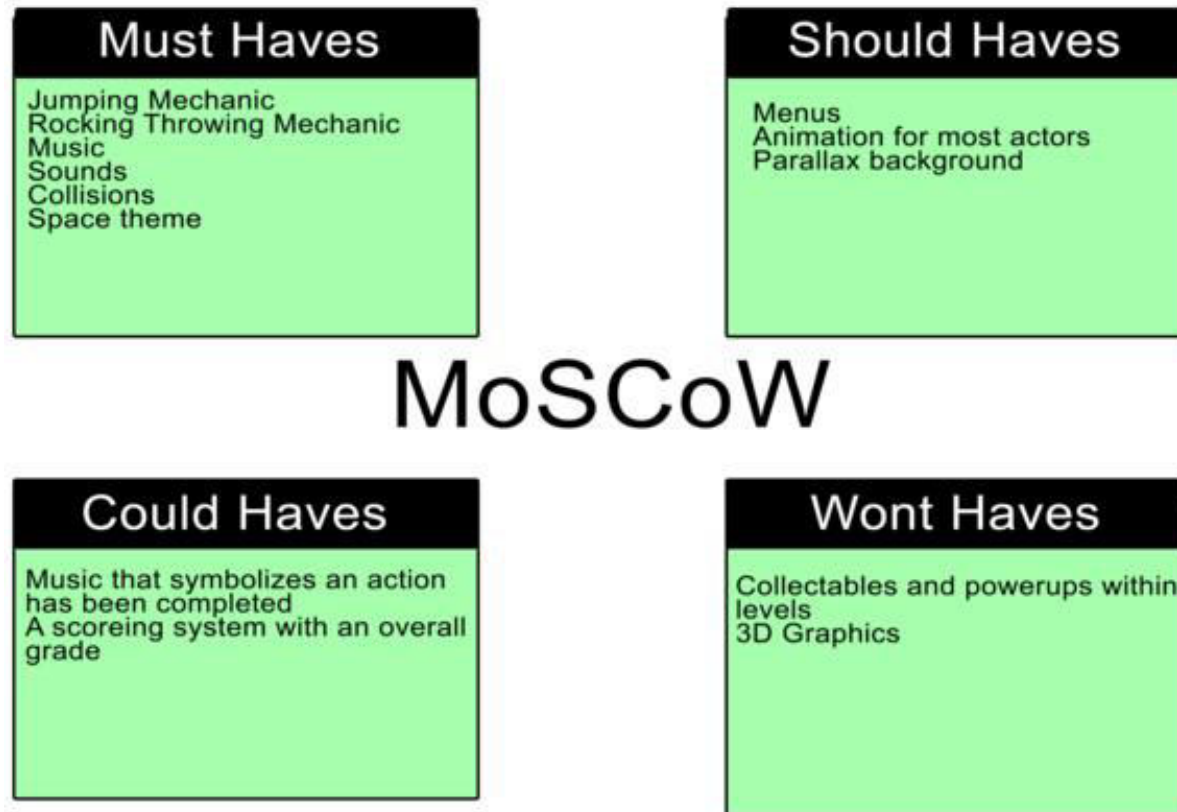 Must Haves
Jumping Mechanic
Rocking Throwing Mechanic
Music
Sounds
Collisions
Space theme
Should Haves
Menus
Animation for most actors
Parallax background
MoSCoW
Could Haves
Music that symbolizes an action
has been completed
A scoreing system with an overall
grade
Wont Haves
Collectables and powerups within
levels
3D Graphics